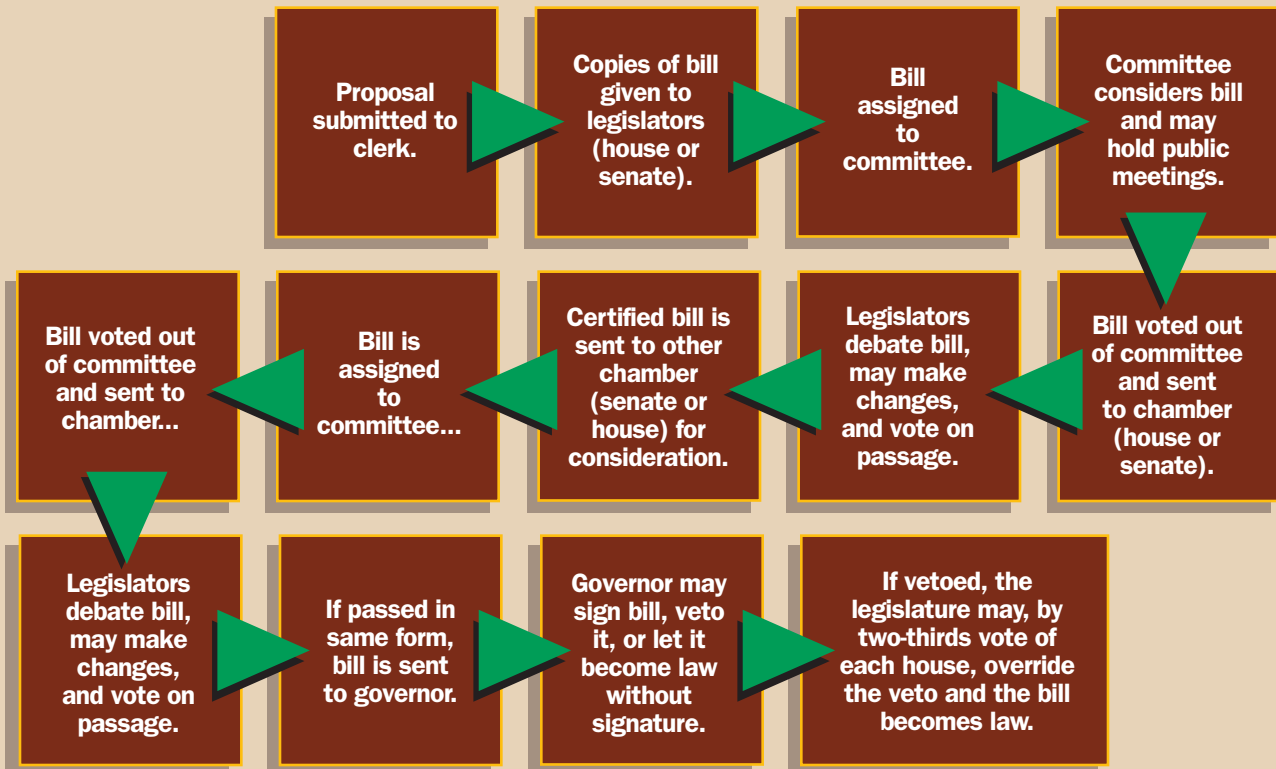 Proposal
submitted to
clerk.
Copies of bill
given to
legislators
(house or
senate).
Bill
assigned
to
committee.
Committee
considers bill
and may
hold public
meetings.
Bill voted out
of committee
and sent
to chamber
(house or
senate).
Legislators
debate bill,
may make
changes,
and vote on
passage.
Certified bill is
sent to other
chamber
(senate or
house) for
consideration.
Bill is
assigned
to
committee...
Bill voted out
of committee
and sent to
chamber...
Legislators
debate bill,
may make
changes,
and vote on
passage.
If passed in
same form,
bill is sent
to governor.
Governor may
sign bill, veto
it, or let it
become law
without
signature.
If vetoed, the
legislature may, by
two-thirds vote of
each house, override
the veto and the bill
becomes law.